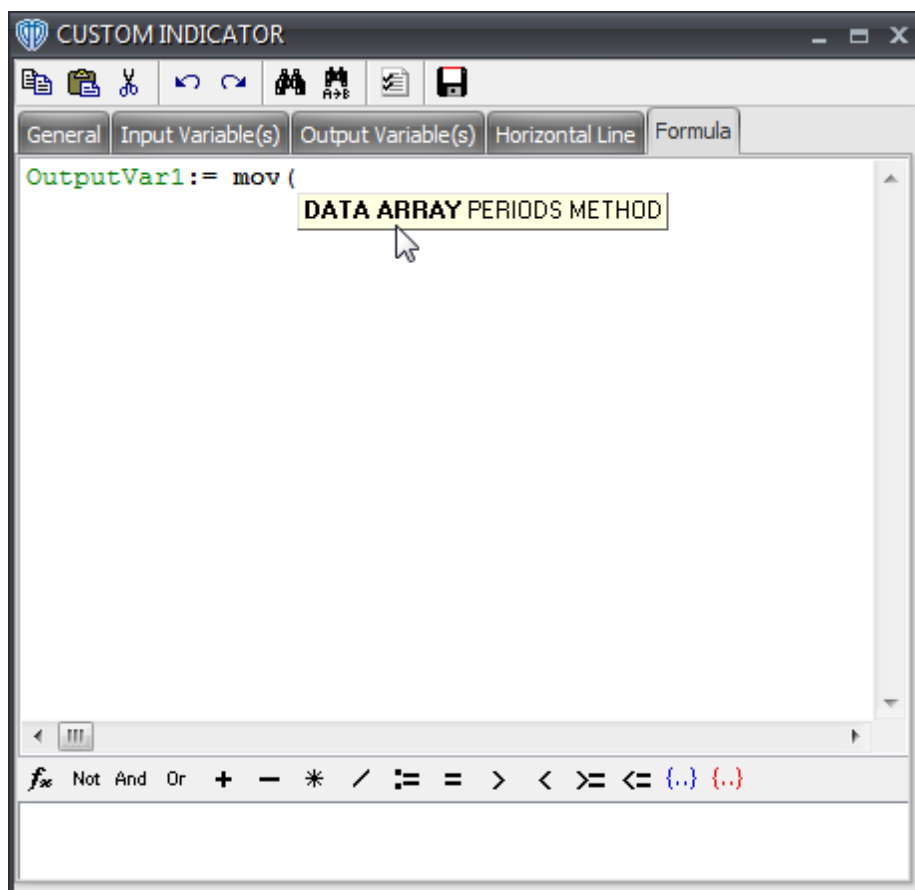 CUSTOM INDICATOR
A→B
General Input Variable(s) Output Variable(s) Horizontal Line Formula
OutputVar1:= mov(
DATA ARRAY PERIODS METHOD
fx Not And Or + − * / := = > < >= <= {..} {..}